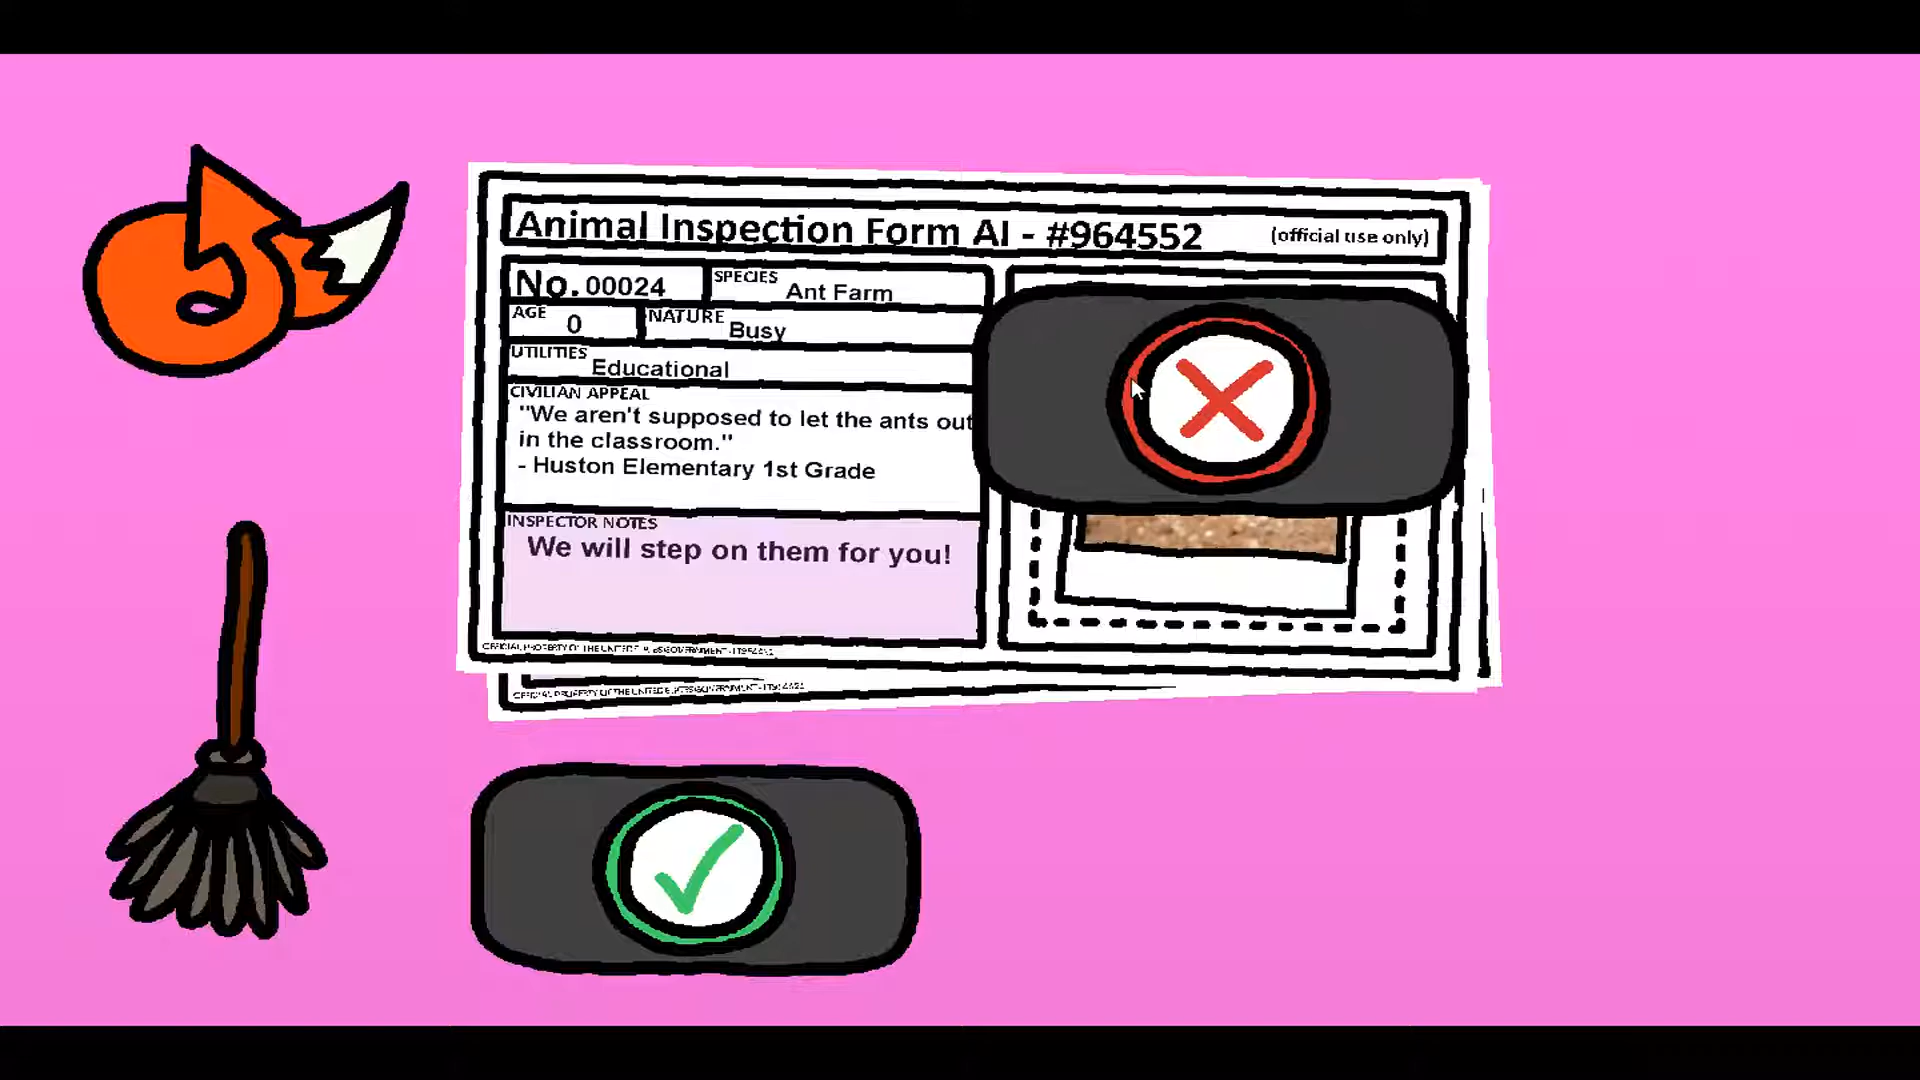 Animal Inspection Form AI - #964552 (official use only)
No. 00024
SPECIES Ant Farm
AGE 0
NATURE Busy
UTILITIES Educational
CIVILIAN APPEAL
"We aren't supposed to let the ants out
in the classroom."
- Huston Elementary 1st Grade
INSPECTOR NOTES
We will step on them for you!